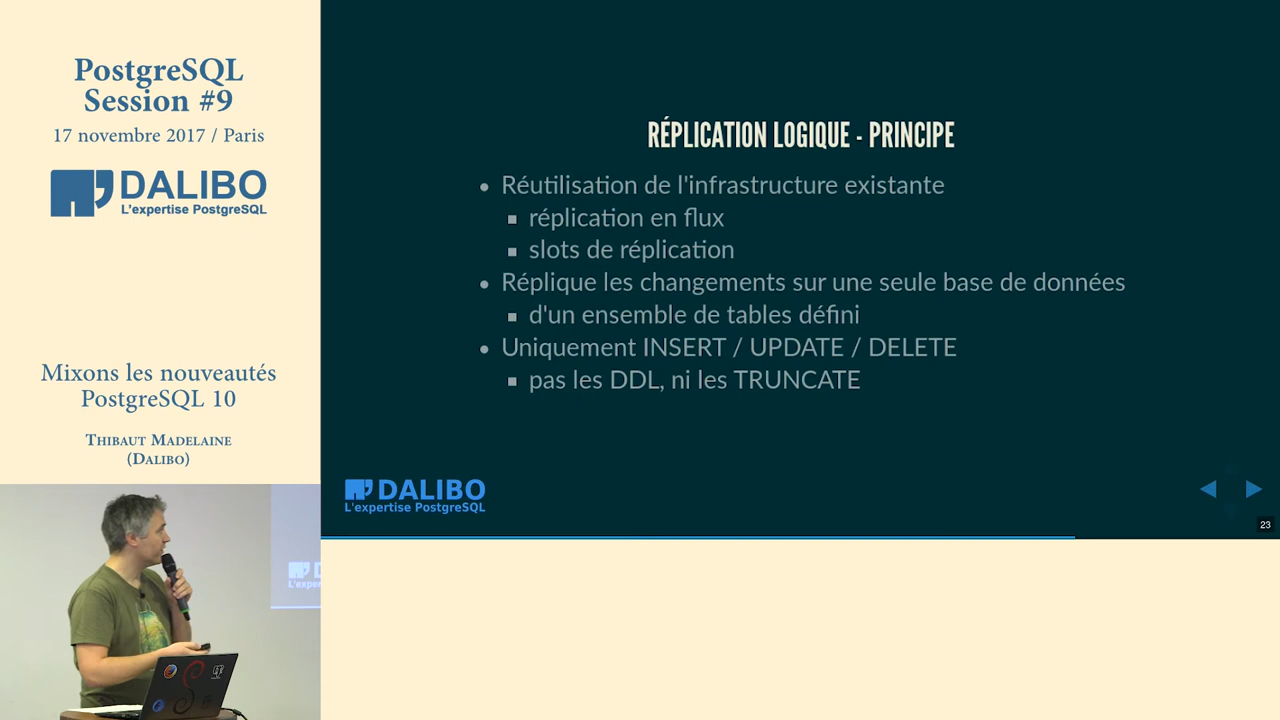 PostgreSQL
Session #9
17 novembre 2017 / Paris
DALIBO
L'expertise PostgreSQL
Mixons les nouveautés
PostgreSQL 10
Thibaut Madelaine
(Dalibo)
RÉPLICATION LOGIQUE - PRINCIPE
Réutilisation de l'infrastructure existante
réplication en flux
slots de réplication
Réplique les changements sur une seule base de données
d'un ensemble de tables défini
Uniquement INSERT / UPDATE / DELETE
pas les DDL, ni les TRUNCATE
DALIBO
L'expertise PostgreSQL
23